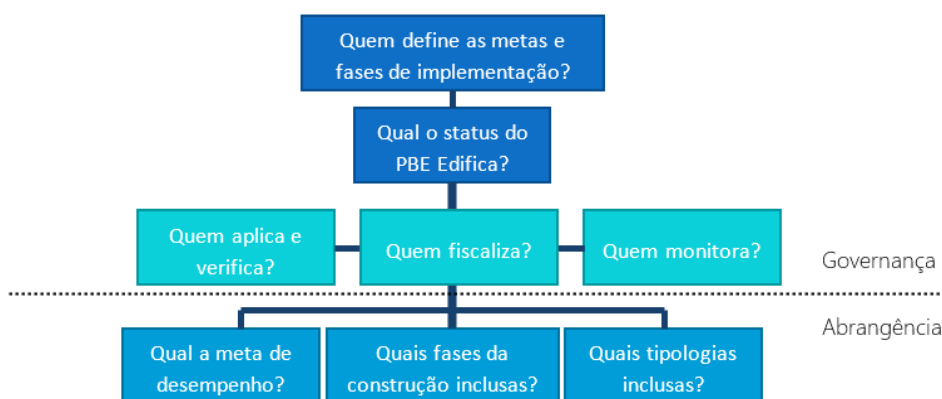 Quem define as metas e
fases de implementação?
Qual o status do
PBE Edifica?
Quem aplica e
verifica?
Quem fiscaliza?
Quem monitora?
Governança
Abrangência
Qual a meta de
desempenho?
Quais fases da
construção inclusas?
Quais tipologias
inclusas?